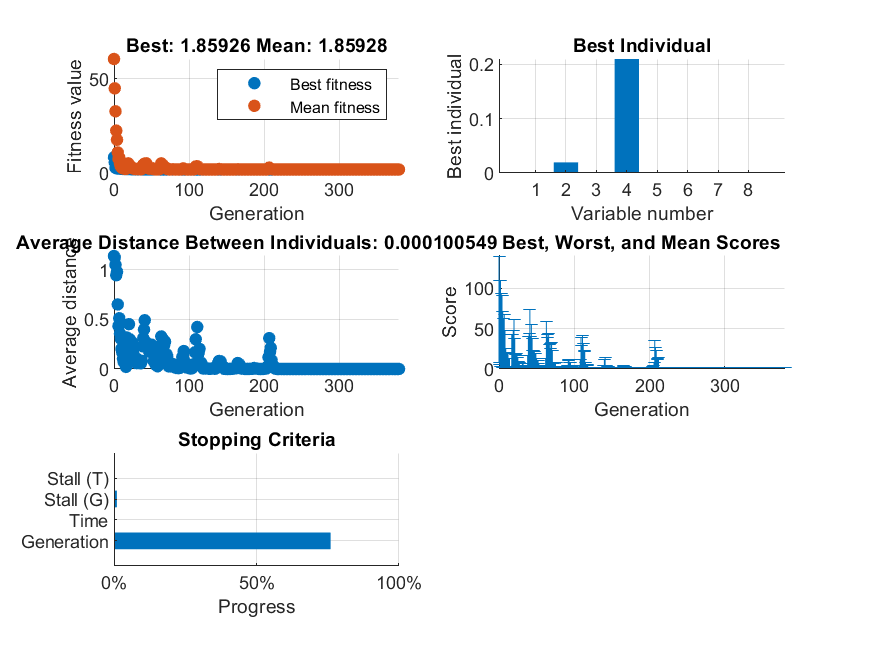 Best: 1.85926 Mean: 1.85928
Fitness value
50
0
Best fitness
Mean fitness
0 100 200 300
Generation
Best Individual
Best individual
0.2
0.1
0
1 2 3 4 5 6 7 8
Variable number
Average Distance Between Individuals: 0.000100549
Average distance
1
0.5
0
0 100 200 300
Generation
Best, Worst, and Mean Scores
Score
100
50
0
0 100 200 300
Generation
Stopping Criteria
Stall (T)
Stall (G)
Time
Generation
0% 50% 100%
Progress